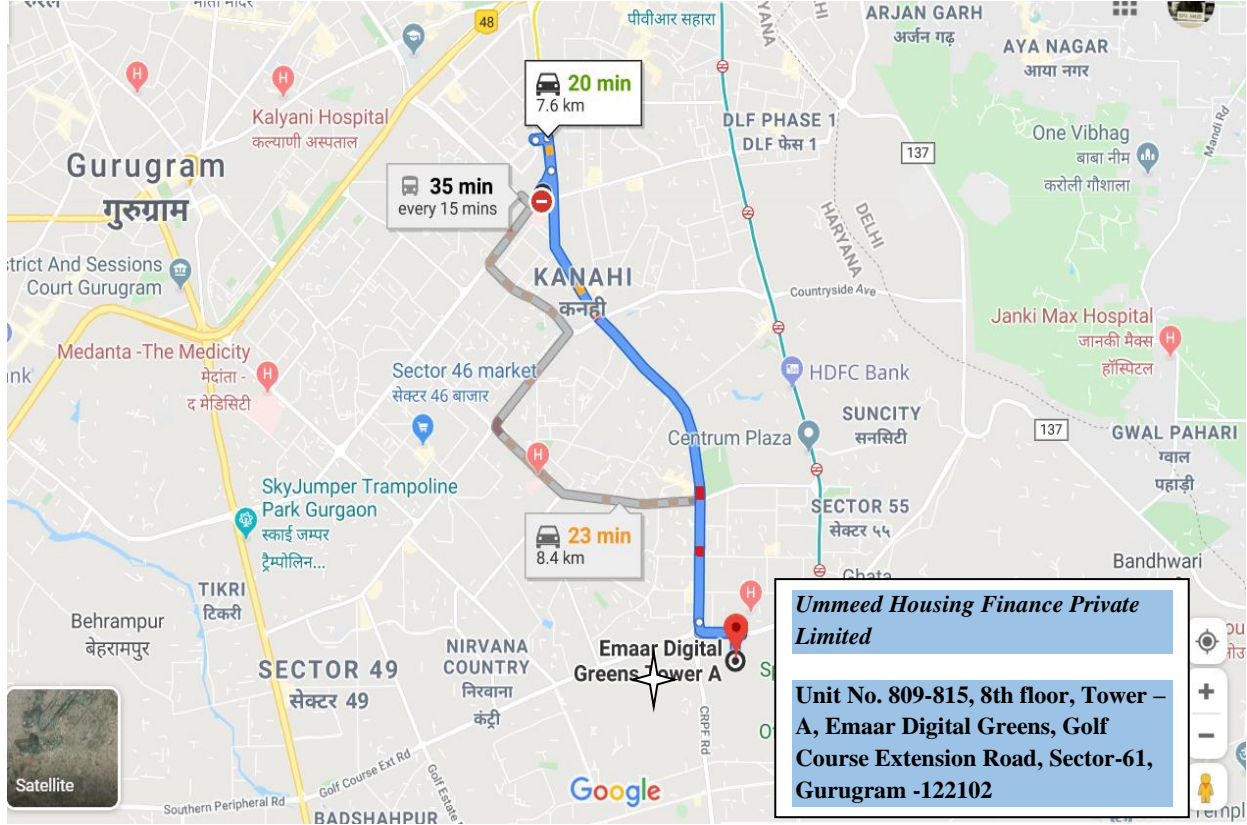 48
पीवीआर सहारा
ARJAN GARH
अर्जन गढ़
AYA NAGAR
आया नगर
20 min
7.6 km
Kalyani Hospital
कल्याणी अस्पताल
DLF PHASE 1
DLF फेस 1
137
One Vibhag
बाबा नीम
करोली गौशाला
Mandi Rd
Gurugram
गुरुग्राम
35 min
every 15 mins
DELHI
HARYANA
strict And Sessions
Court Gurugram
KANAHI
कनही
Countryside Ave
Janki Max Hospital
जानकी मैक्स
हॉस्पिटल
Medanta -The Medicity
मेदांता -
द मेडिसिटी
Sector 46 market
सेक्टर 46 बाजार
HDFC Bank
SUNCITY
सनसिटी
Centrum Plaza
137
GWAL PAHARI
ग्वाल
पहाड़ी
SkyJumper Trampoline
Park Gurgaon
स्काई जम्पर
ट्रैम्पोलिन...
SECTOR 55
सेक्टर ५५
23 min
8.4 km
Bandhwari
Ghata
TIKRI
टिकरी
Behrampur
बेहरामपुर
NIRVANA
COUNTRY
निरवाना
कंट्री
SECTOR 49
सेक्टर 49
Emaar Digital
Greens Tower A
Ummeed Housing Finance Private
Limited
Unit No. 809-815, 8th floor, Tower –
A, Emaar Digital Greens, Golf
Course Extension Road, Sector-61,
Gurugram -122102
CRPF Rd
Satellite
Golf Course Ext Rd
Golf Estate
Southern Peripheral Rd
BADSHAHPUR
Google